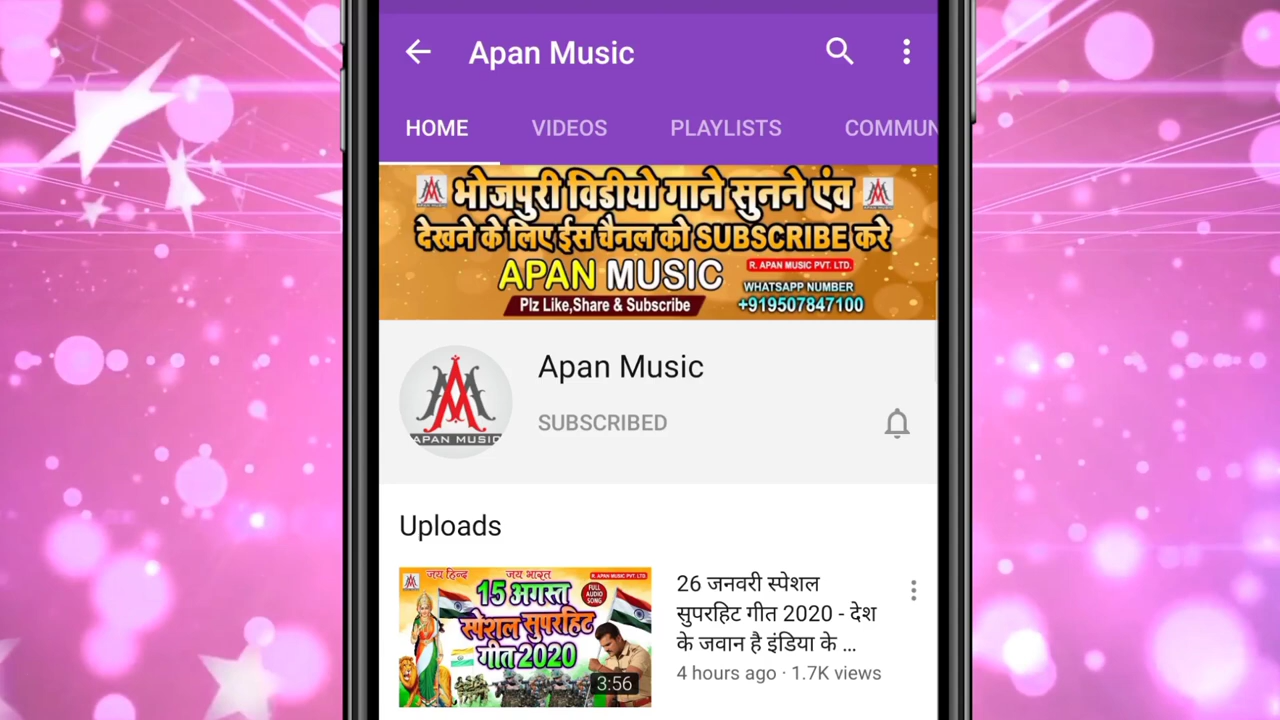 Apan Music
HOME VIDEOS PLAYLISTS COMMUN
भोजपुरी विडीयो गाने सुनने एंव
देखने के लिए ईस चैनल को SUBSCRIBE करे
APAN MUSIC
R. APAN MUSIC PVT. LTD.
WHATSAPP NUMBER
+919507847100
Plz Like,Share & Subscribe
APAN MUSIC
Apan Music
SUBSCRIBED
Uploads
जय हिन्द जय भारत
R. APAN MUSIC PVT. LTD
15 अगस्त
FULL
AUDIO
SONG
स्पेशल सुपरहिट
गीत 2020
3:56
26 जनवरी स्पेशल
सुपरहिट गीत 2020 - देश
के जवान है इंडिया के ...
4 hours ago · 1.7K views